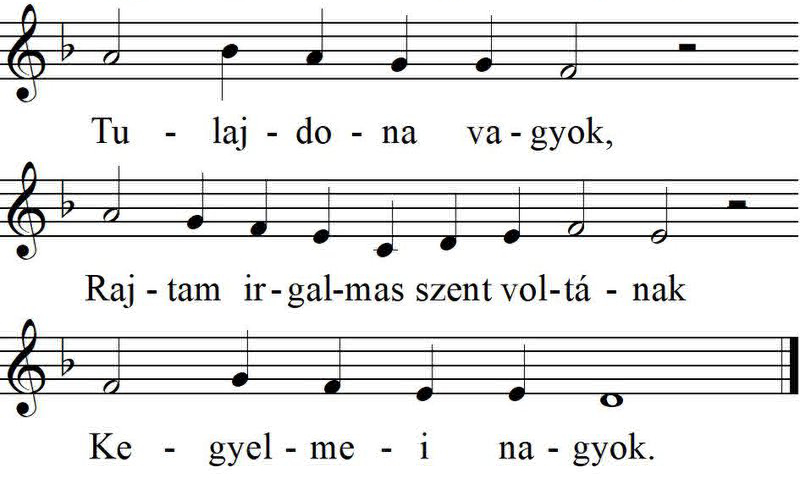 Tu - laj - do - na va - gyok,
Raj - tam ir - gal - mas szent vol - tá - nak
Ke - gyel - me - i na - gyok.